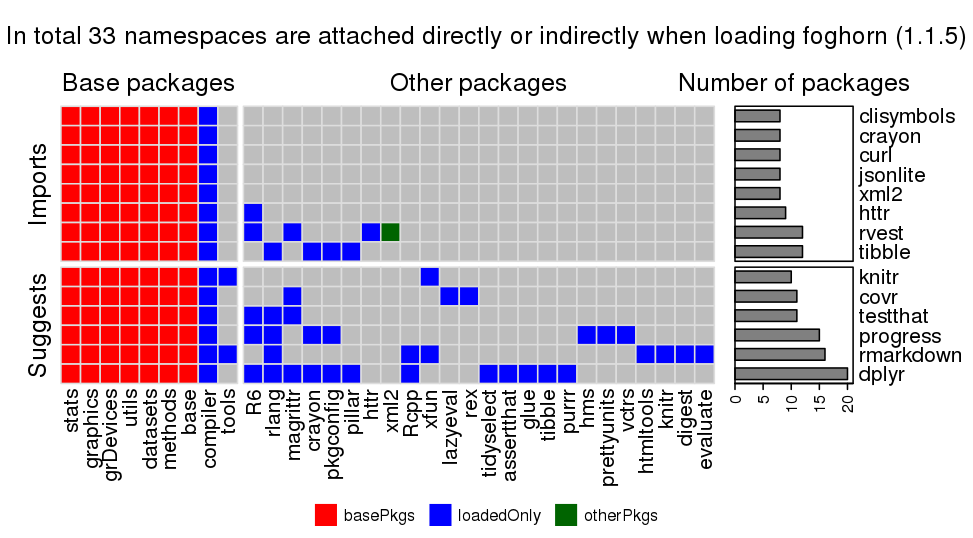 In total 33 namespaces are attached directly or indirectly when loading foghorn (1.1.5)
Base packages
Other packages
Number of packages
Imports
clisymbols
crayon
curl
jsonlite
xml2
httr
rvest
tibble
Suggests
knitr
covr
testthat
progress
rmarkdown
dplyr
stats
graphics
grDevices
utils
datasets
methods
base
compiler
tools
R6
rlang
magrittr
crayon
pkgconfig
pillar
httr
xml2
Rcpp
xfun
lazyeval
rex
tidyselect
assertthat
glue
tibble
purrr
hms
prettyunits
vctrs
htmltools
knitr
digest
evaluate
0
5
10
15
20
basePkgs
loadedOnly
otherPkgs